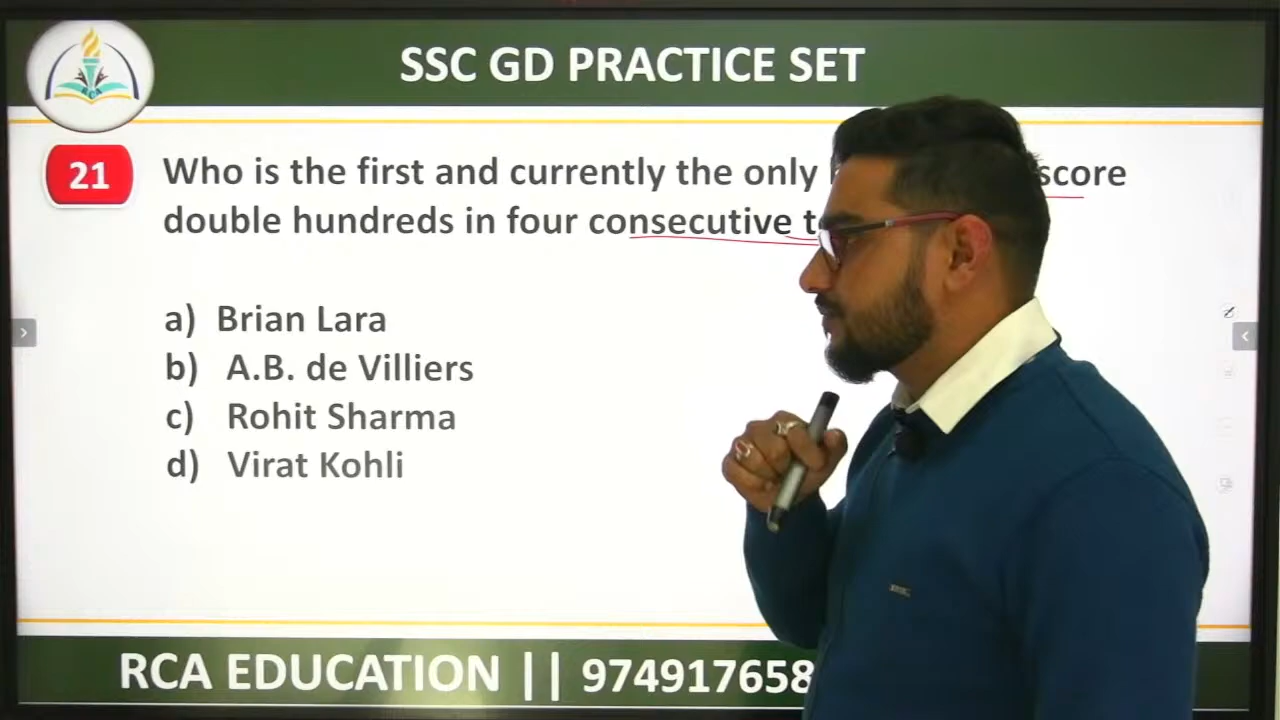 SSC GD PRACTICE SET
21
Who is the first and currently the only score
double hundreds in four consecutive
a) Brian Lara
b) A.B. de Villiers
c) Rohit Sharma
d) Virat Kohli
RCA EDUCATION || 974917658